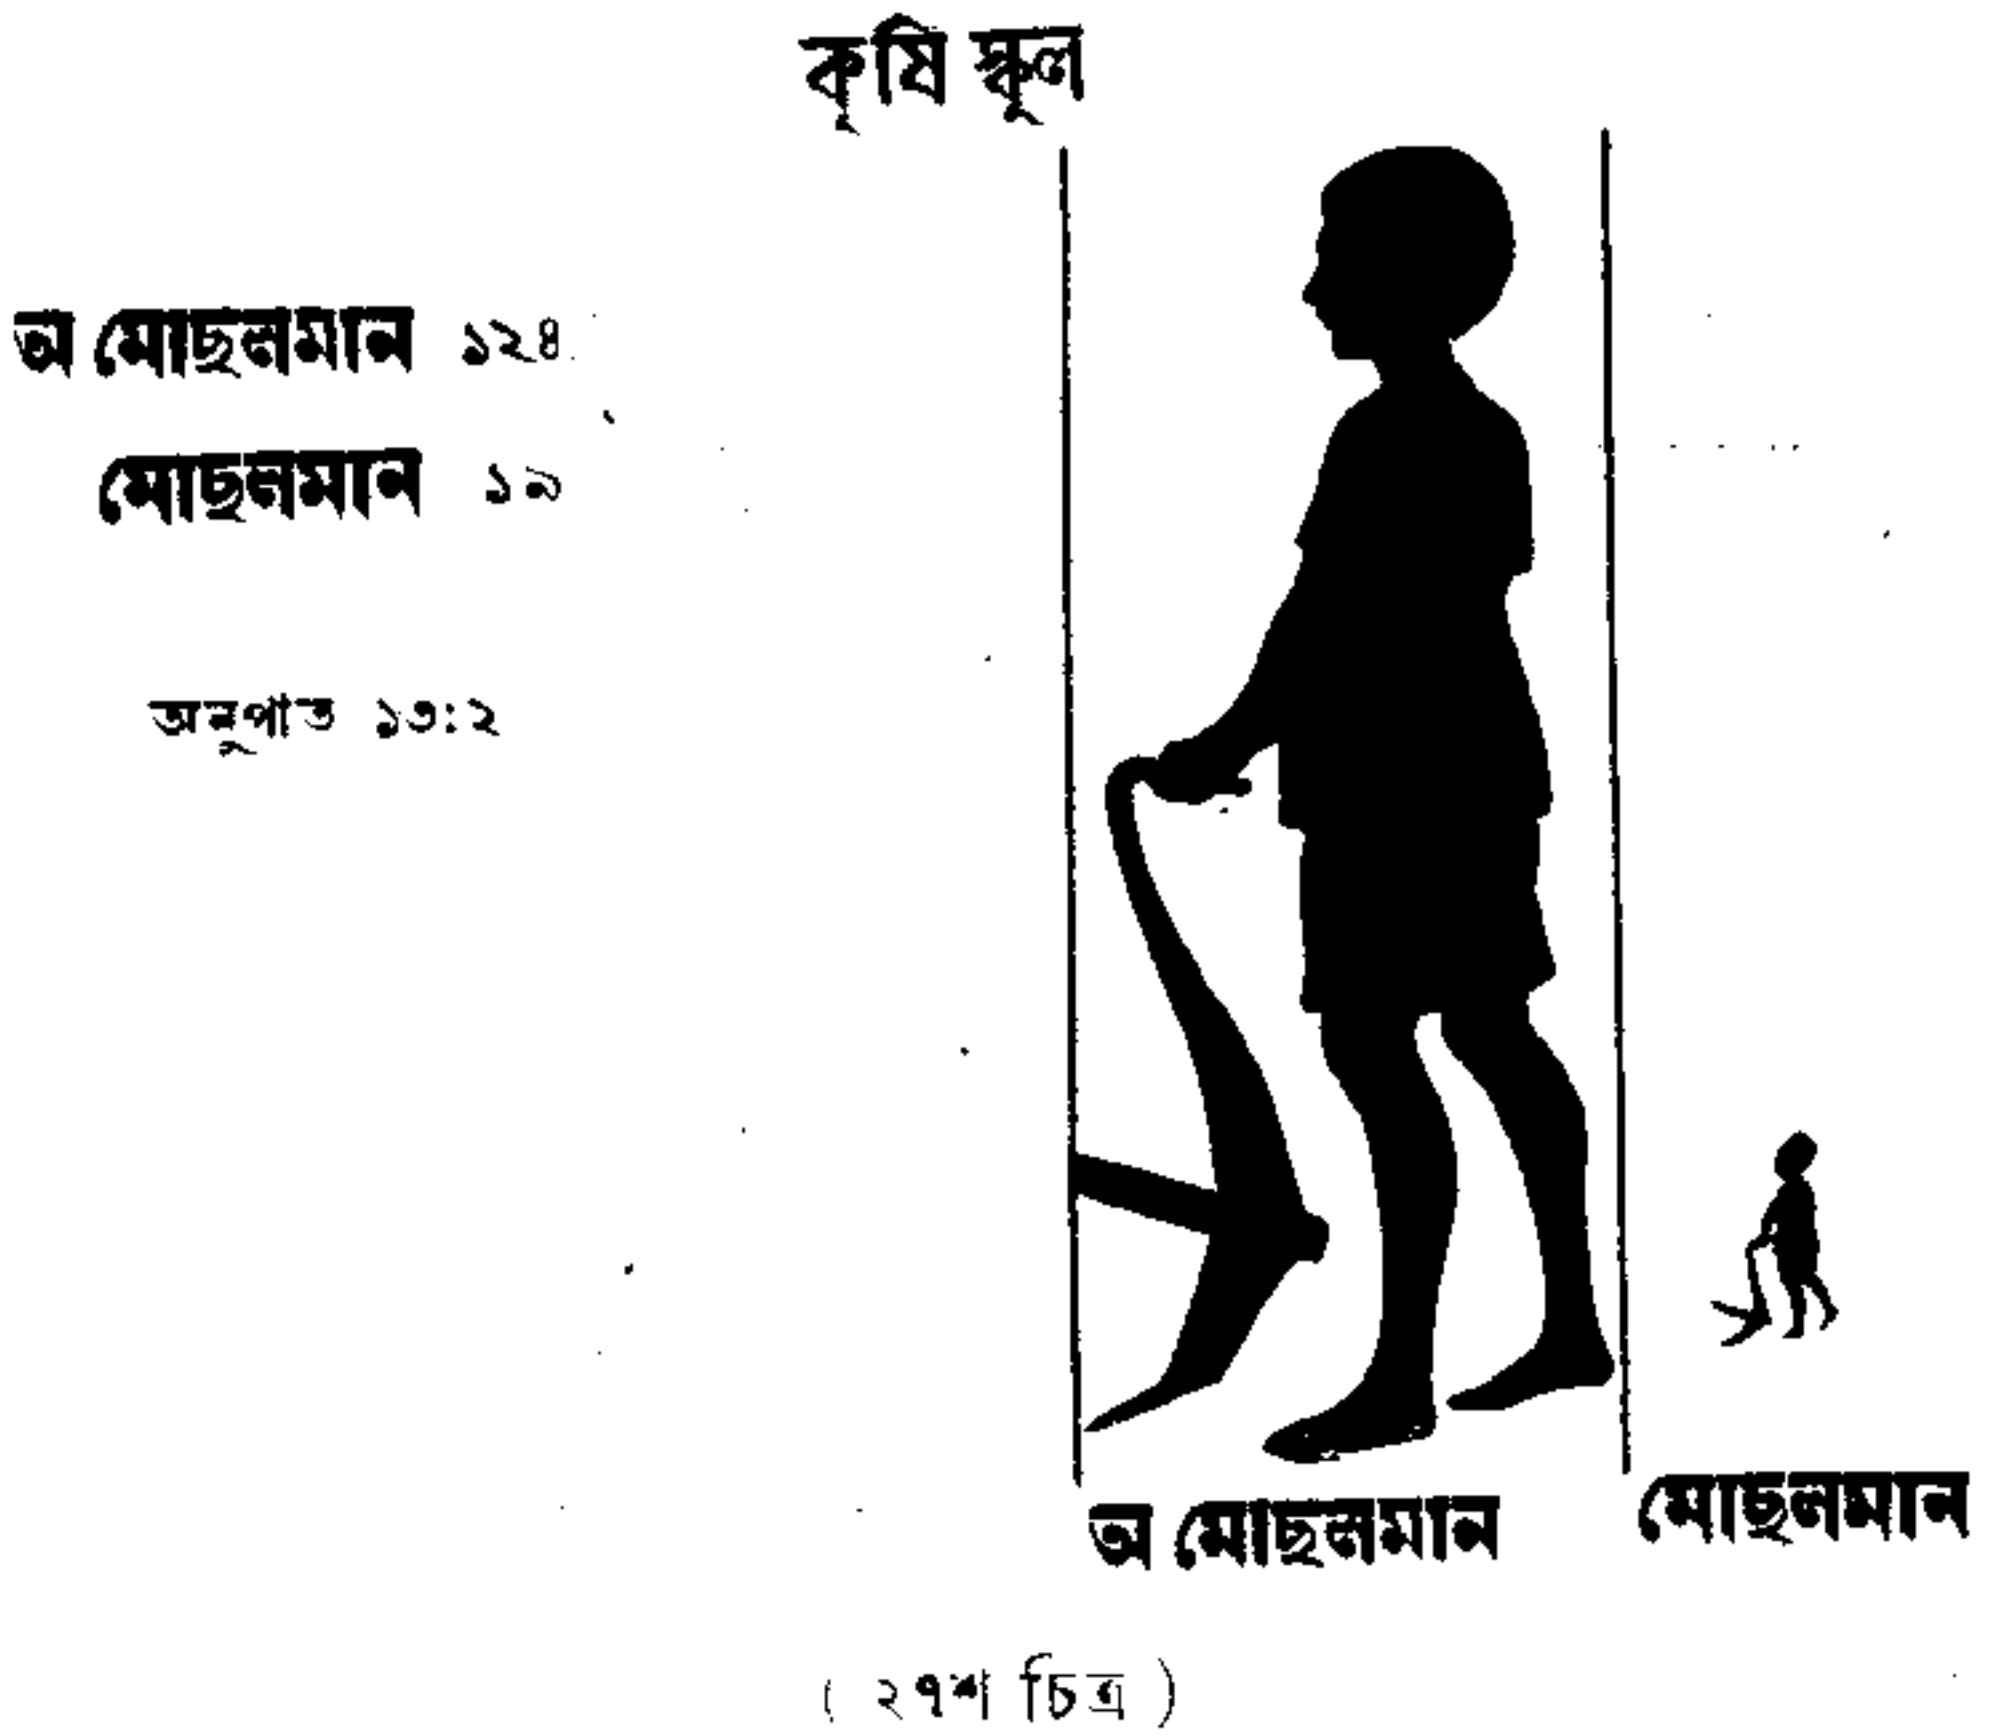 কৃষি স্কুল
অ মোছলমান ১২৪
মোছলমান ১৯
অনুপাত ১৩:২
অ মোছলমান মোছলমান
( ২৭শ চিত্র )